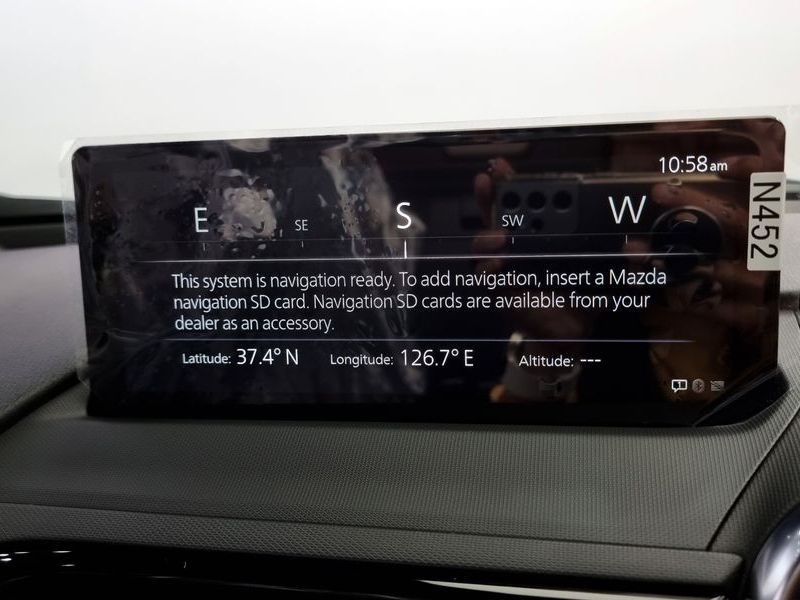 10:58 am
E SE S SW W
N452
This system is navigation ready. To add navigation, insert a Mazda
navigation SD card. Navigation SD cards are available from your
dealer as an accessory.
Latitude: 37.4° N Longitude: 126.7° E Altitude: ---